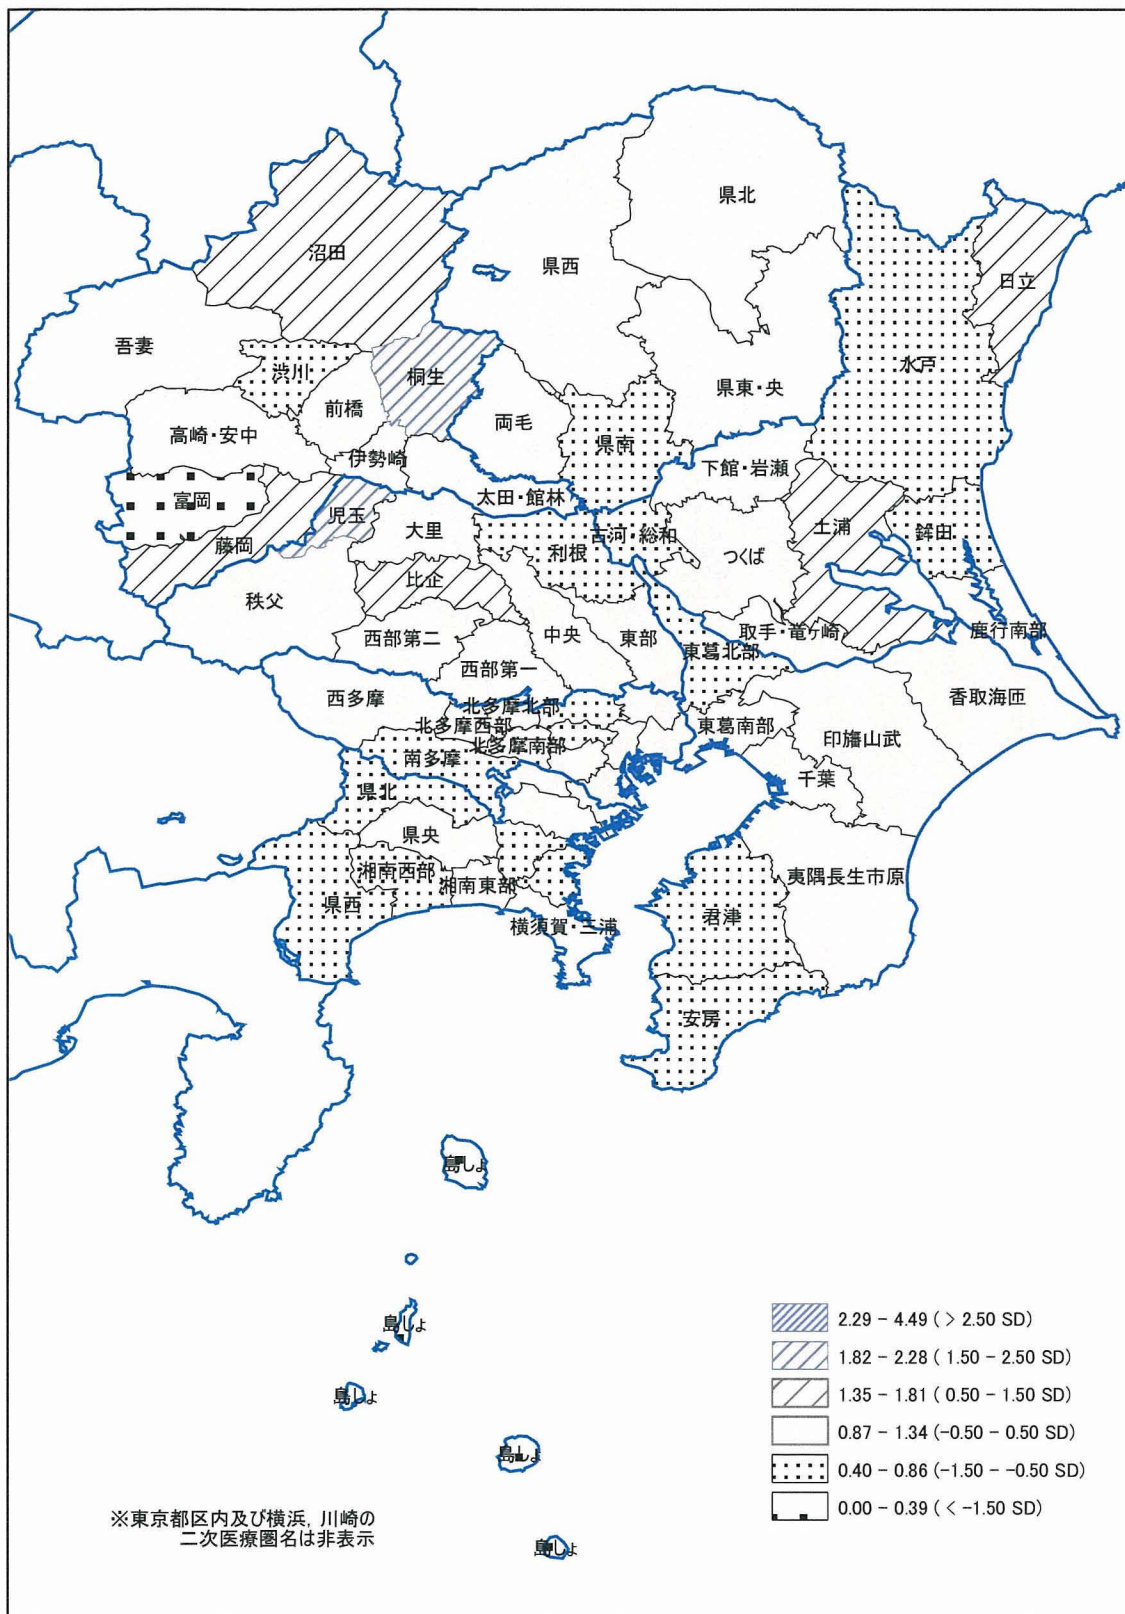 県北
沼田
県西
日立
吾妻
水戸
渋川
桐生
県東・央
前橋
両毛
高崎・安中
県南
伊勢崎
下館・岩瀬
太田・館林
富岡
児玉
大里
古河・総和
土浦
鉾田
藤岡
利根
つくば
比企
秩父
取手・竜ヶ崎
鹿行南部
西部第二
中央
東部
東葛北部
西部第一
西多摩
香取海匝
北多摩北部
北多摩西部
東葛南部
印旛山武
北多摩南部
南多摩
千葉
県北
県央
湘南西部
湘南東部
夷隅長生市原
県西
君津
横須賀・三浦
安房
島しょ
島しょ
島しょ
島しょ
島しょ
2.29 − 4.49 ( > 2.50 SD)
1.82 − 2.28 ( 1.50 − 2.50 SD)
1.35 − 1.81 ( 0.50 − 1.50 SD)
0.87 − 1.34 (-0.50 − 0.50 SD)
0.40 − 0.86 (-1.50 − -0.50 SD)
0.00 − 0.39 ( < -1.50 SD)
※東京都区内及び横浜, 川崎の
二次医療圏名は非表示